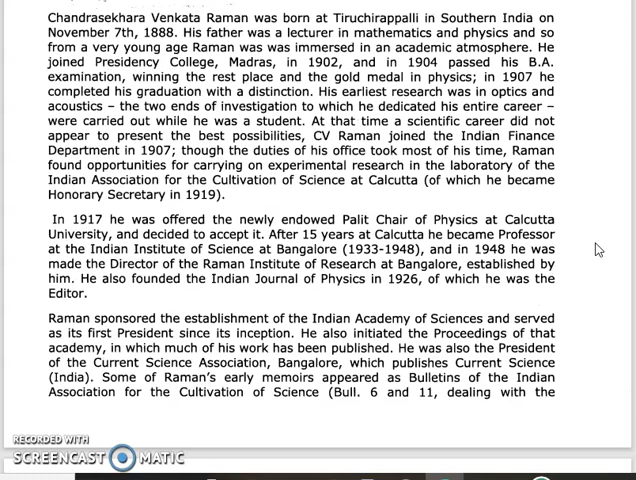 Chandrasekhara Venkata Raman was born at Tiruchirappalli in Southern India on
November 7th, 1888. His father was a lecturer in mathematics and physics and so
from a very young age Raman was was immersed in an academic atmosphere. He
joined Presidency College, Madras, in 1902, and in 1904 passed his B.A.
examination, winning the rest place and the gold medal in physics; in 1907 he
completed his graduation with a distinction. His earliest research was in optics and
acoustics – the two ends of investigation to which he dedicated his entire career –
were carried out while he was a student. At that time a scientific career did not
appear to present the best possibilities, CV Raman joined the Indian Finance
Department in 1907; though the duties of his office took most of his time, Raman
found opportunities for carrying on experimental research in the laboratory of the
Indian Association for the Cultivation of Science at Calcutta (of which he became
Honorary Secretary in 1919).
In 1917 he was offered the newly endowed Palit Chair of Physics at Calcutta
University, and decided to accept it. After 15 years at Calcutta he became Professor
at the Indian Institute of Science at Bangalore (1933-1948), and in 1948 he was
made the Director of the Raman Institute of Research at Bangalore, established by
him. He also founded the Indian Journal of Physics in 1926, of which he was the
Editor.
Raman sponsored the establishment of the Indian Academy of Sciences and served
as its first President since its inception. He also initiated the Proceedings of that
academy, in which much of his work has been published. He was also the President
of the Current Science Association, Bangalore, which publishes Current Science
(India). Some of Raman's early memoirs appeared as Bulletins of the Indian
Association for the Cultivation of Science (Bull. 6 and 11, dealing with the
RECORDED WITH
SCREENCAST MATIC